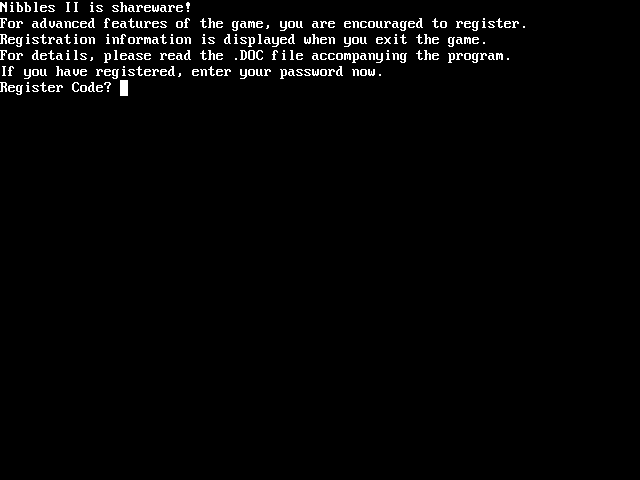 Nibbles II is shareware!
For advanced features of the game, you are encouraged to register.
Registration information is displayed when you exit the game.
For details, please read the .DOC file accompanying the program.
If you have registered, enter your password now.
Register Code?